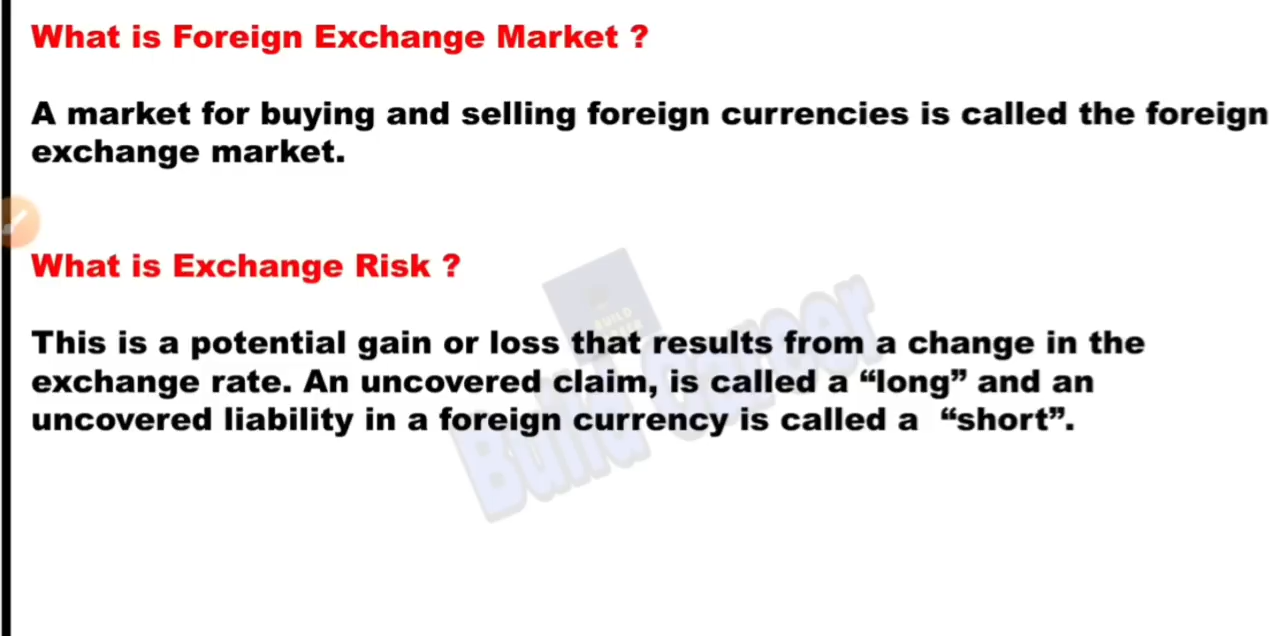 What is Foreign Exchange Market ?
A market for buying and selling foreign currencies is called the foreign
exchange market.
What is Exchange Risk ?
This is a potential gain or loss that results from a change in the
exchange rate. An uncovered claim, is called a “long” and an
uncovered liability in a foreign currency is called a “short”.
Build Career